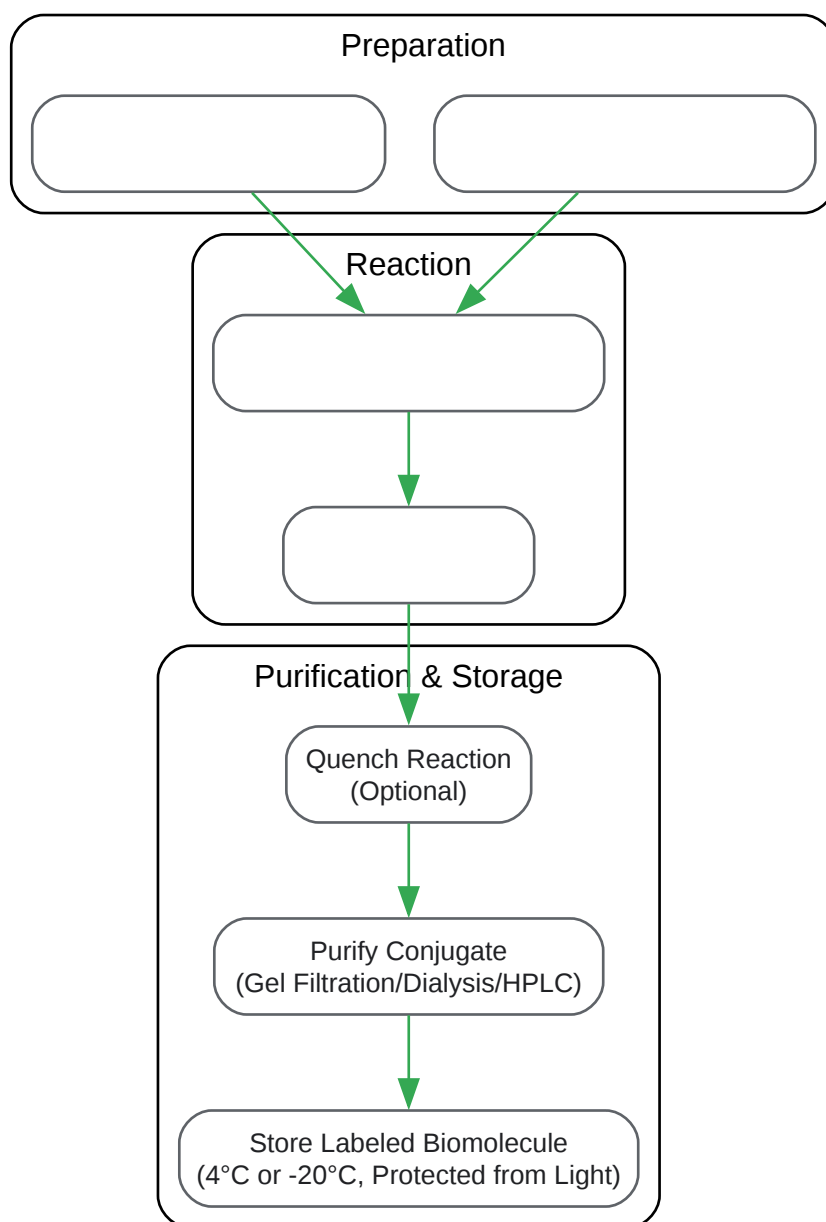 Preparation
Reaction
Purification & Storage
Quench Reaction
(Optional)
Purify Conjugate
(Gel Filtration/Dialysis/HPLC)
Store Labeled Biomolecule
(4°C or -20°C, Protected from Light)